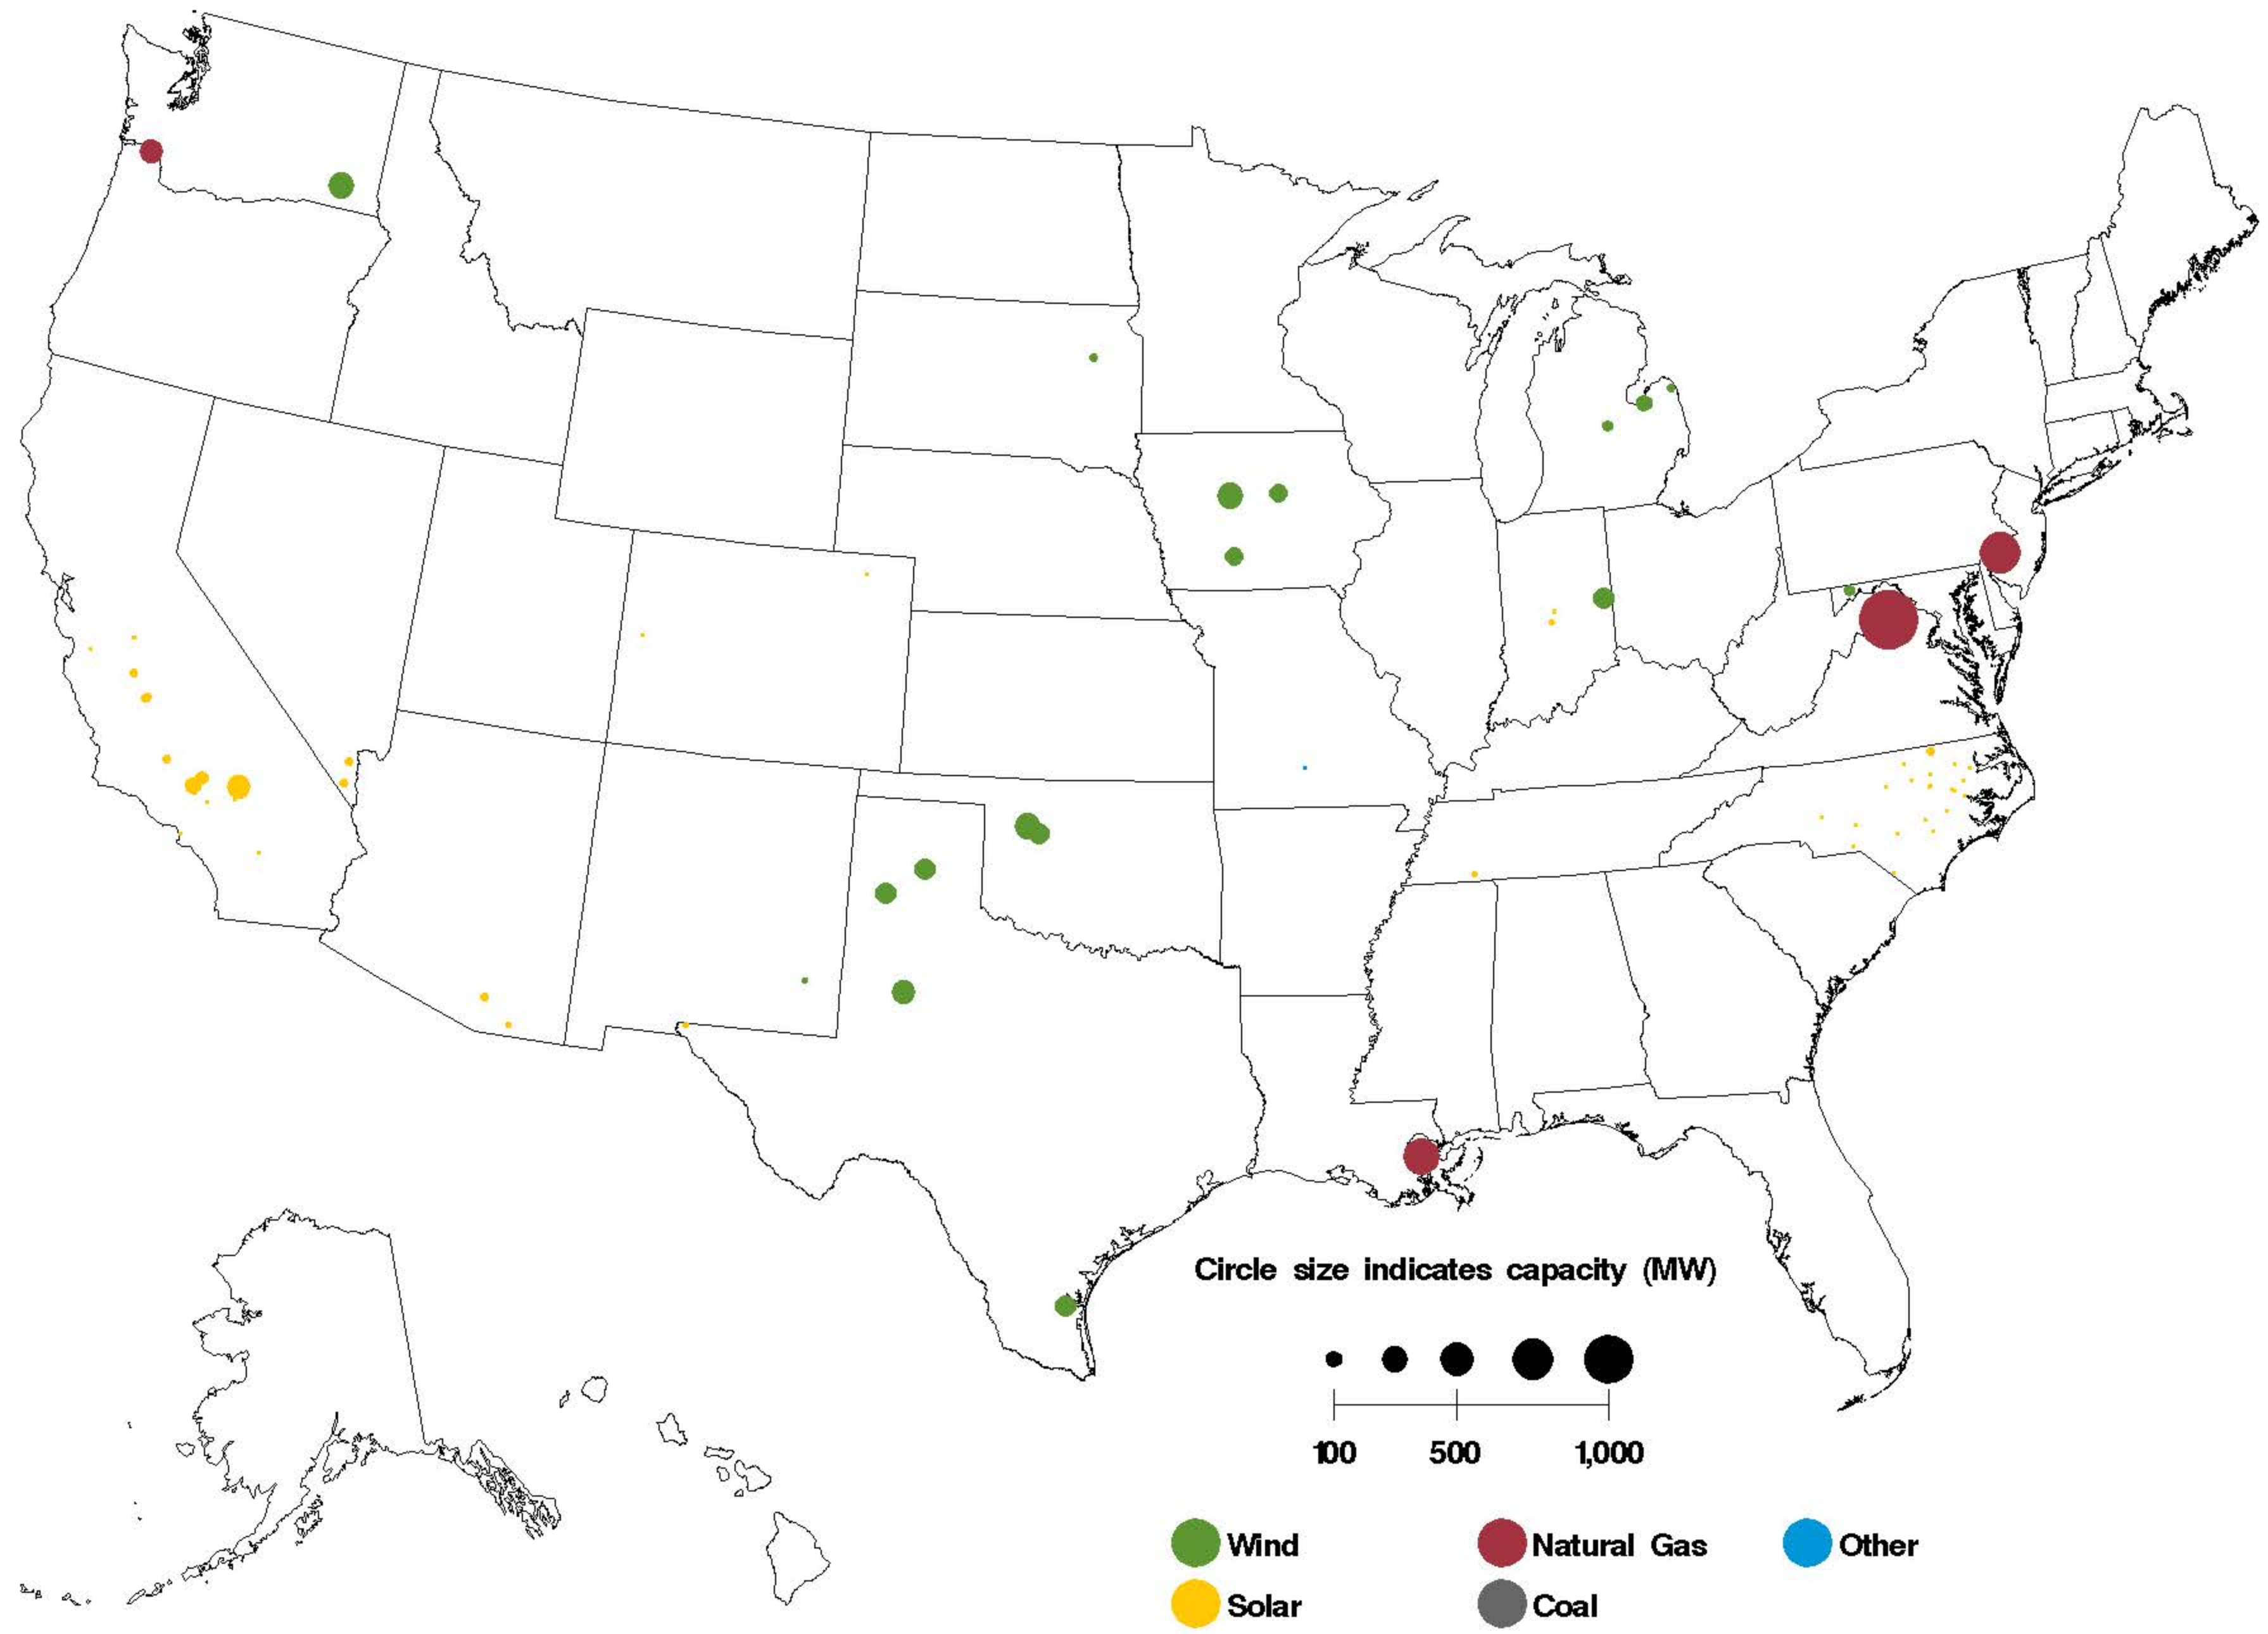 Circle size indicates capacity (MW)
100 500 1,000
Wind Natural Gas Other
Solar Coal